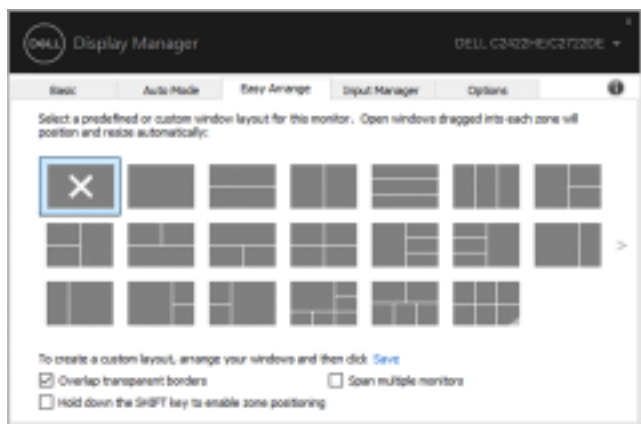 DELL Display Manager
DELL C2422HE/C2722DE
Basic Auto Mode Easy Arrange Input Manager Options
Select a predefined or custom window layout for this monitor. Open windows dragged into each zone will
position and resize automatically:
To create a custom layout, arrange your windows and then click Save
Overlap transparent borders Span multiple monitors
Hold down the SHIFT key to enable zone positioning